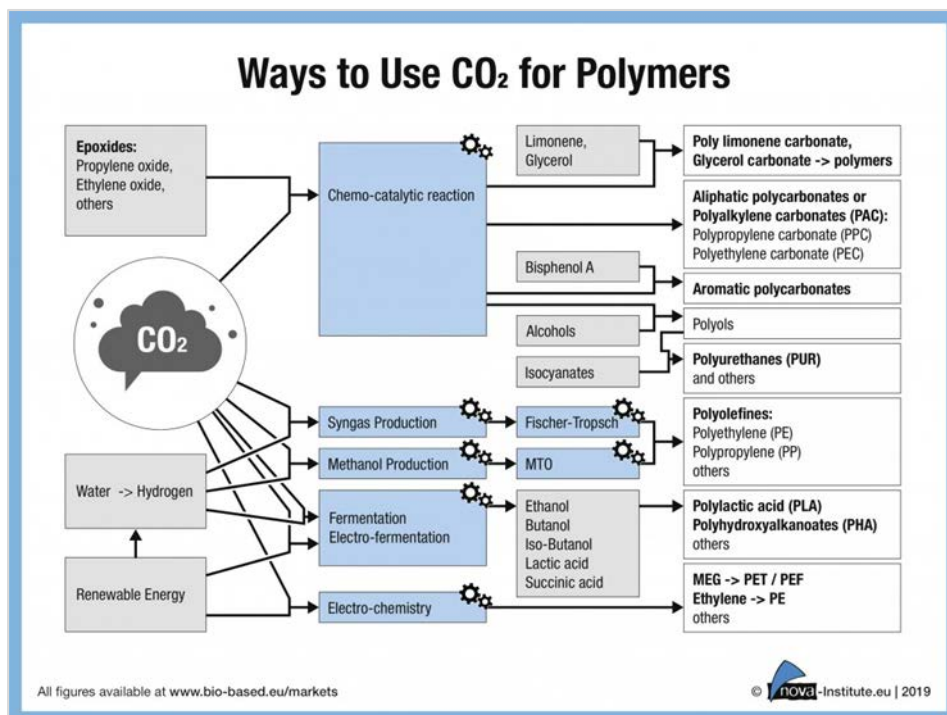 Ways to Use CO₂ for Polymers
Epoxides:
Propylene oxide,
Ethylene oxide,
others
Chemo-catalytic reaction
Limonene,
Glycerol
Poly limonene carbonate,
Glycerol carbonate -> polymers
Aliphatic polycarbonates or
Polyalkylene carbonates (PAC):
Polypropylene carbonate (PPC)
Polyethylene carbonate (PEC)
Bisphenol A
Aromatic polycarbonates
CO₂
Alcohols
Polyols
Isocyanates
Polyurethanes (PUR)
and others
Syngas Production
Fischer-Tropsch
Polyolefines:
Polyethylene (PE)
Polypropylene (PP)
others
Methanol Production
MTO
Water -> Hydrogen
Fermentation
Electro-fermentation
Ethanol
Butanol
Iso-Butanol
Lactic acid
Succinic acid
Polylactic acid (PLA)
Polyhydroxyalkanoates (PHA)
others
Renewable Energy
Electro-chemistry
MEG -> PET / PEF
Ethylene -> PE
others
All figures available at www.bio-based.eu/markets
© nova-Institute.eu | 2019